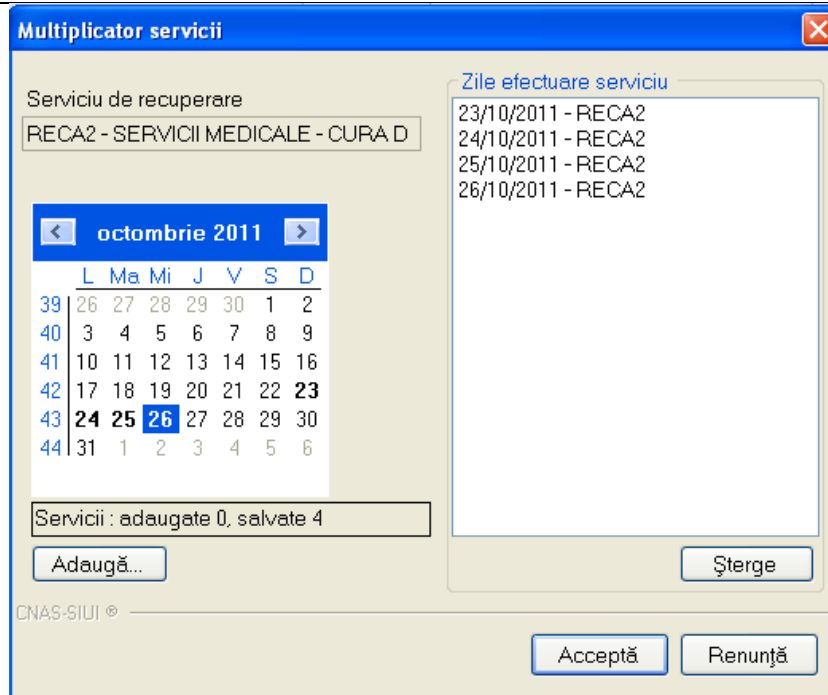 Multiplicator servicii
Serviciu de recuperare
RECA2 - SERVICII MEDICALE - CURA D
octombrie 2011
L Ma Mi J V S D
39 26 27 28 29 30 1 2
40 3 4 5 6 7 8 9
41 10 11 12 13 14 15 16
42 17 18 19 20 21 22 23
43 24 25 26 27 28 29 30
44 31 1 2 3 4 5 6
Servicii : adaugate 0, salvate 4
Adaugă...
Zile efectuare serviciu
23/10/2011 - RECA2
24/10/2011 - RECA2
25/10/2011 - RECA2
26/10/2011 - RECA2
Şterge
CNAS-SIUI ®
Acceptă
Renunţă